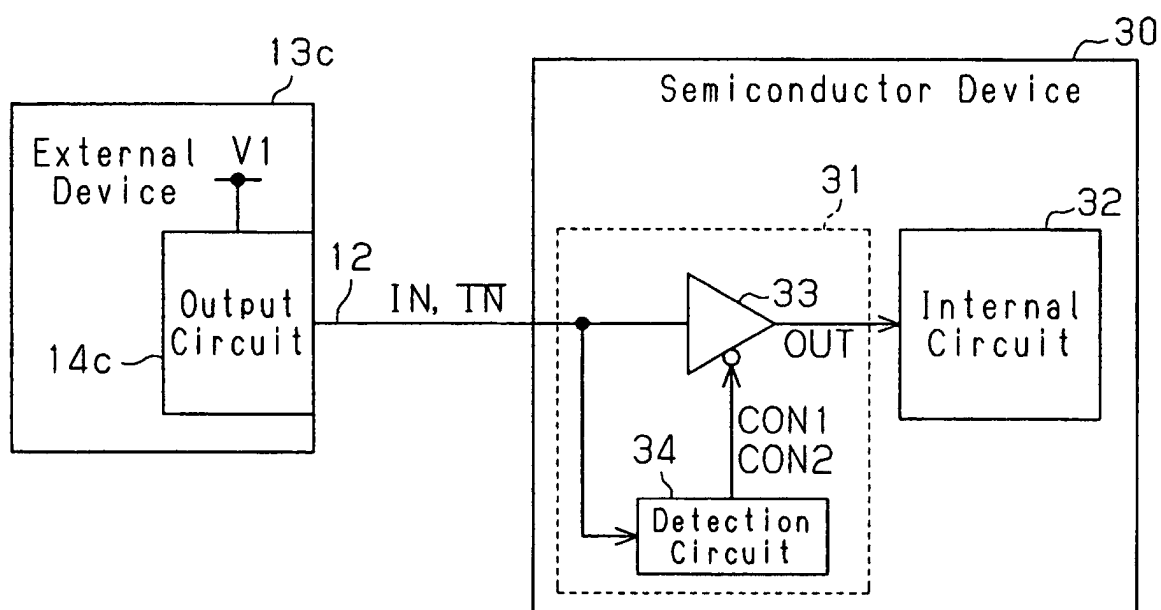 13c
External V1
Device
Output
Circuit
14c
12
IN, I̅N̅
30
Semiconductor Device
31
33
OUT
CON1
CON2
34
Detection
Circuit
32
Internal
Circuit